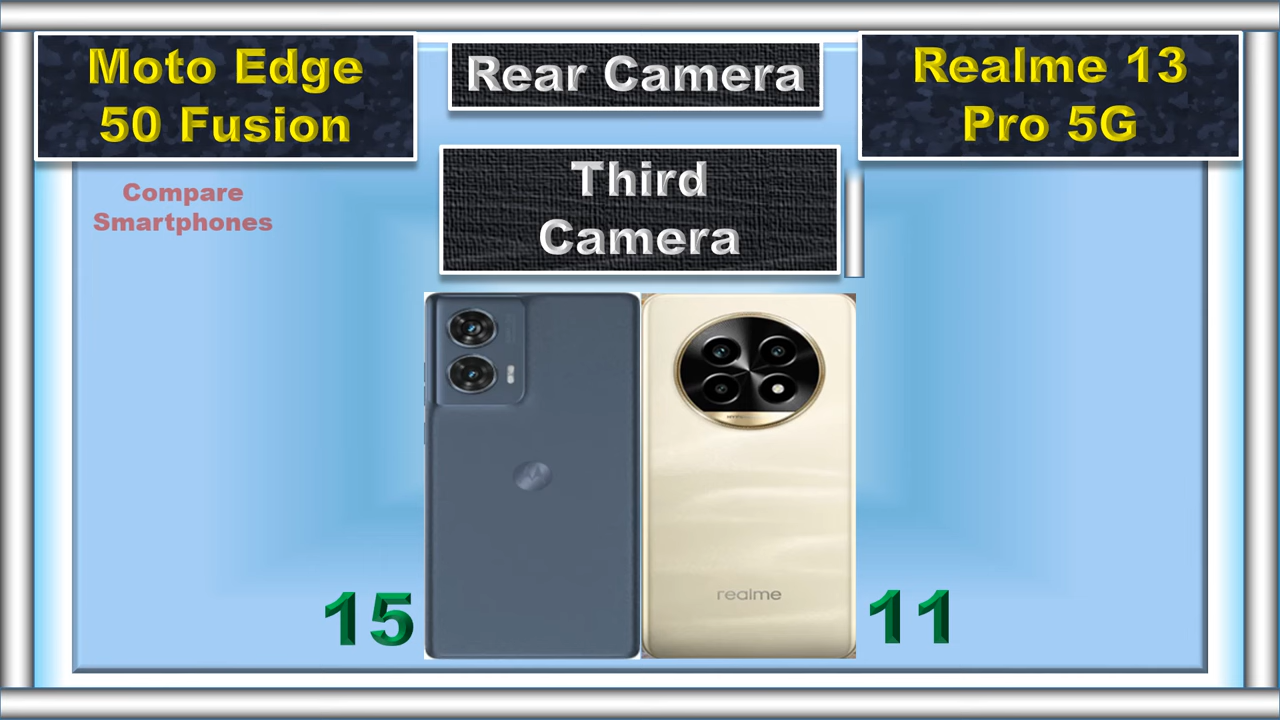 Moto Edge
50 Fusion
Rear Camera
Realme 13
Pro 5G
Third
Camera
Compare
Smartphones
realme
15
11